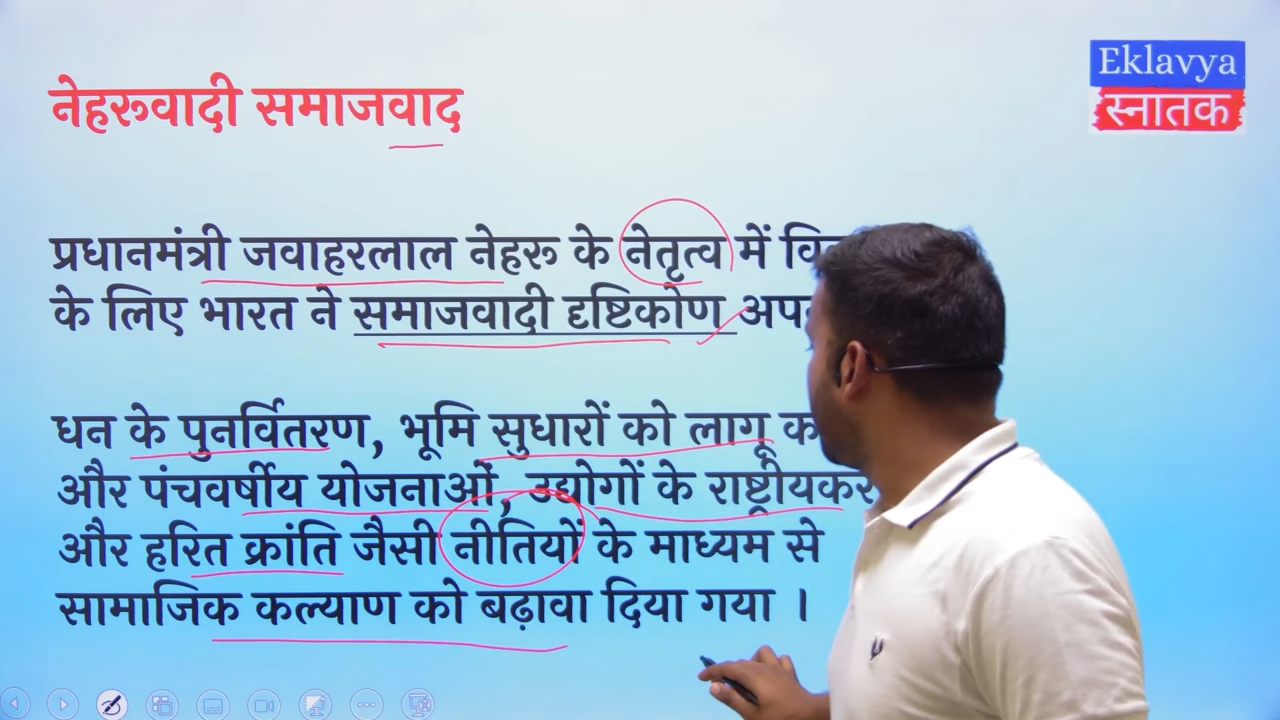 Eklavya
स्नातक
नेहरूवादी समाजवाद
प्रधानमंत्री जवाहरलाल नेहरू के नेतृत्व में
के लिए भारत ने समाजवादी दृष्टिकोण
धन के पुनर्वितरण, भूमि सुधारों को लागू
और पंचवर्षीय योजनाओं, उद्योगों के
और हरित क्रांति जैसी नीतियों के माध्यम से
सामाजिक कल्याण को बढ़ावा दिया गया ।